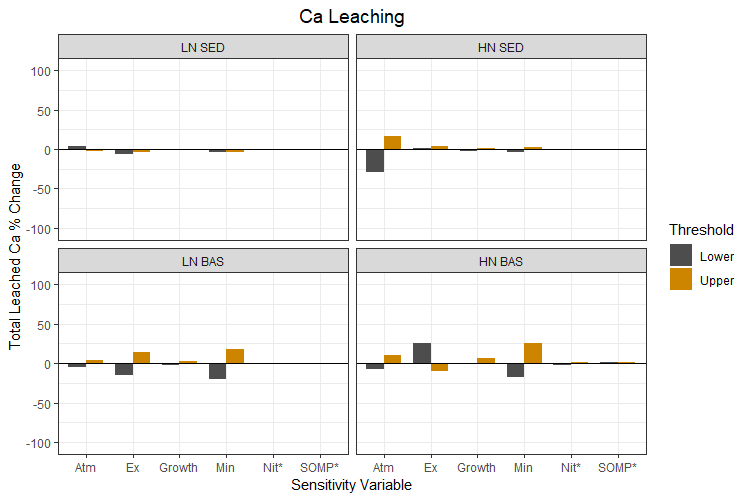 Ca Leaching
LN SED
HN SED
100
50
0
-50
-100
LN BAS
HN BAS
100
50
0
-50
-100
Total Leached Ca % Change
Atm Ex Growth Min Nit* SOMP*
Atm Ex Growth Min Nit* SOMP*
Sensitivity Variable
Threshold
Lower
Upper